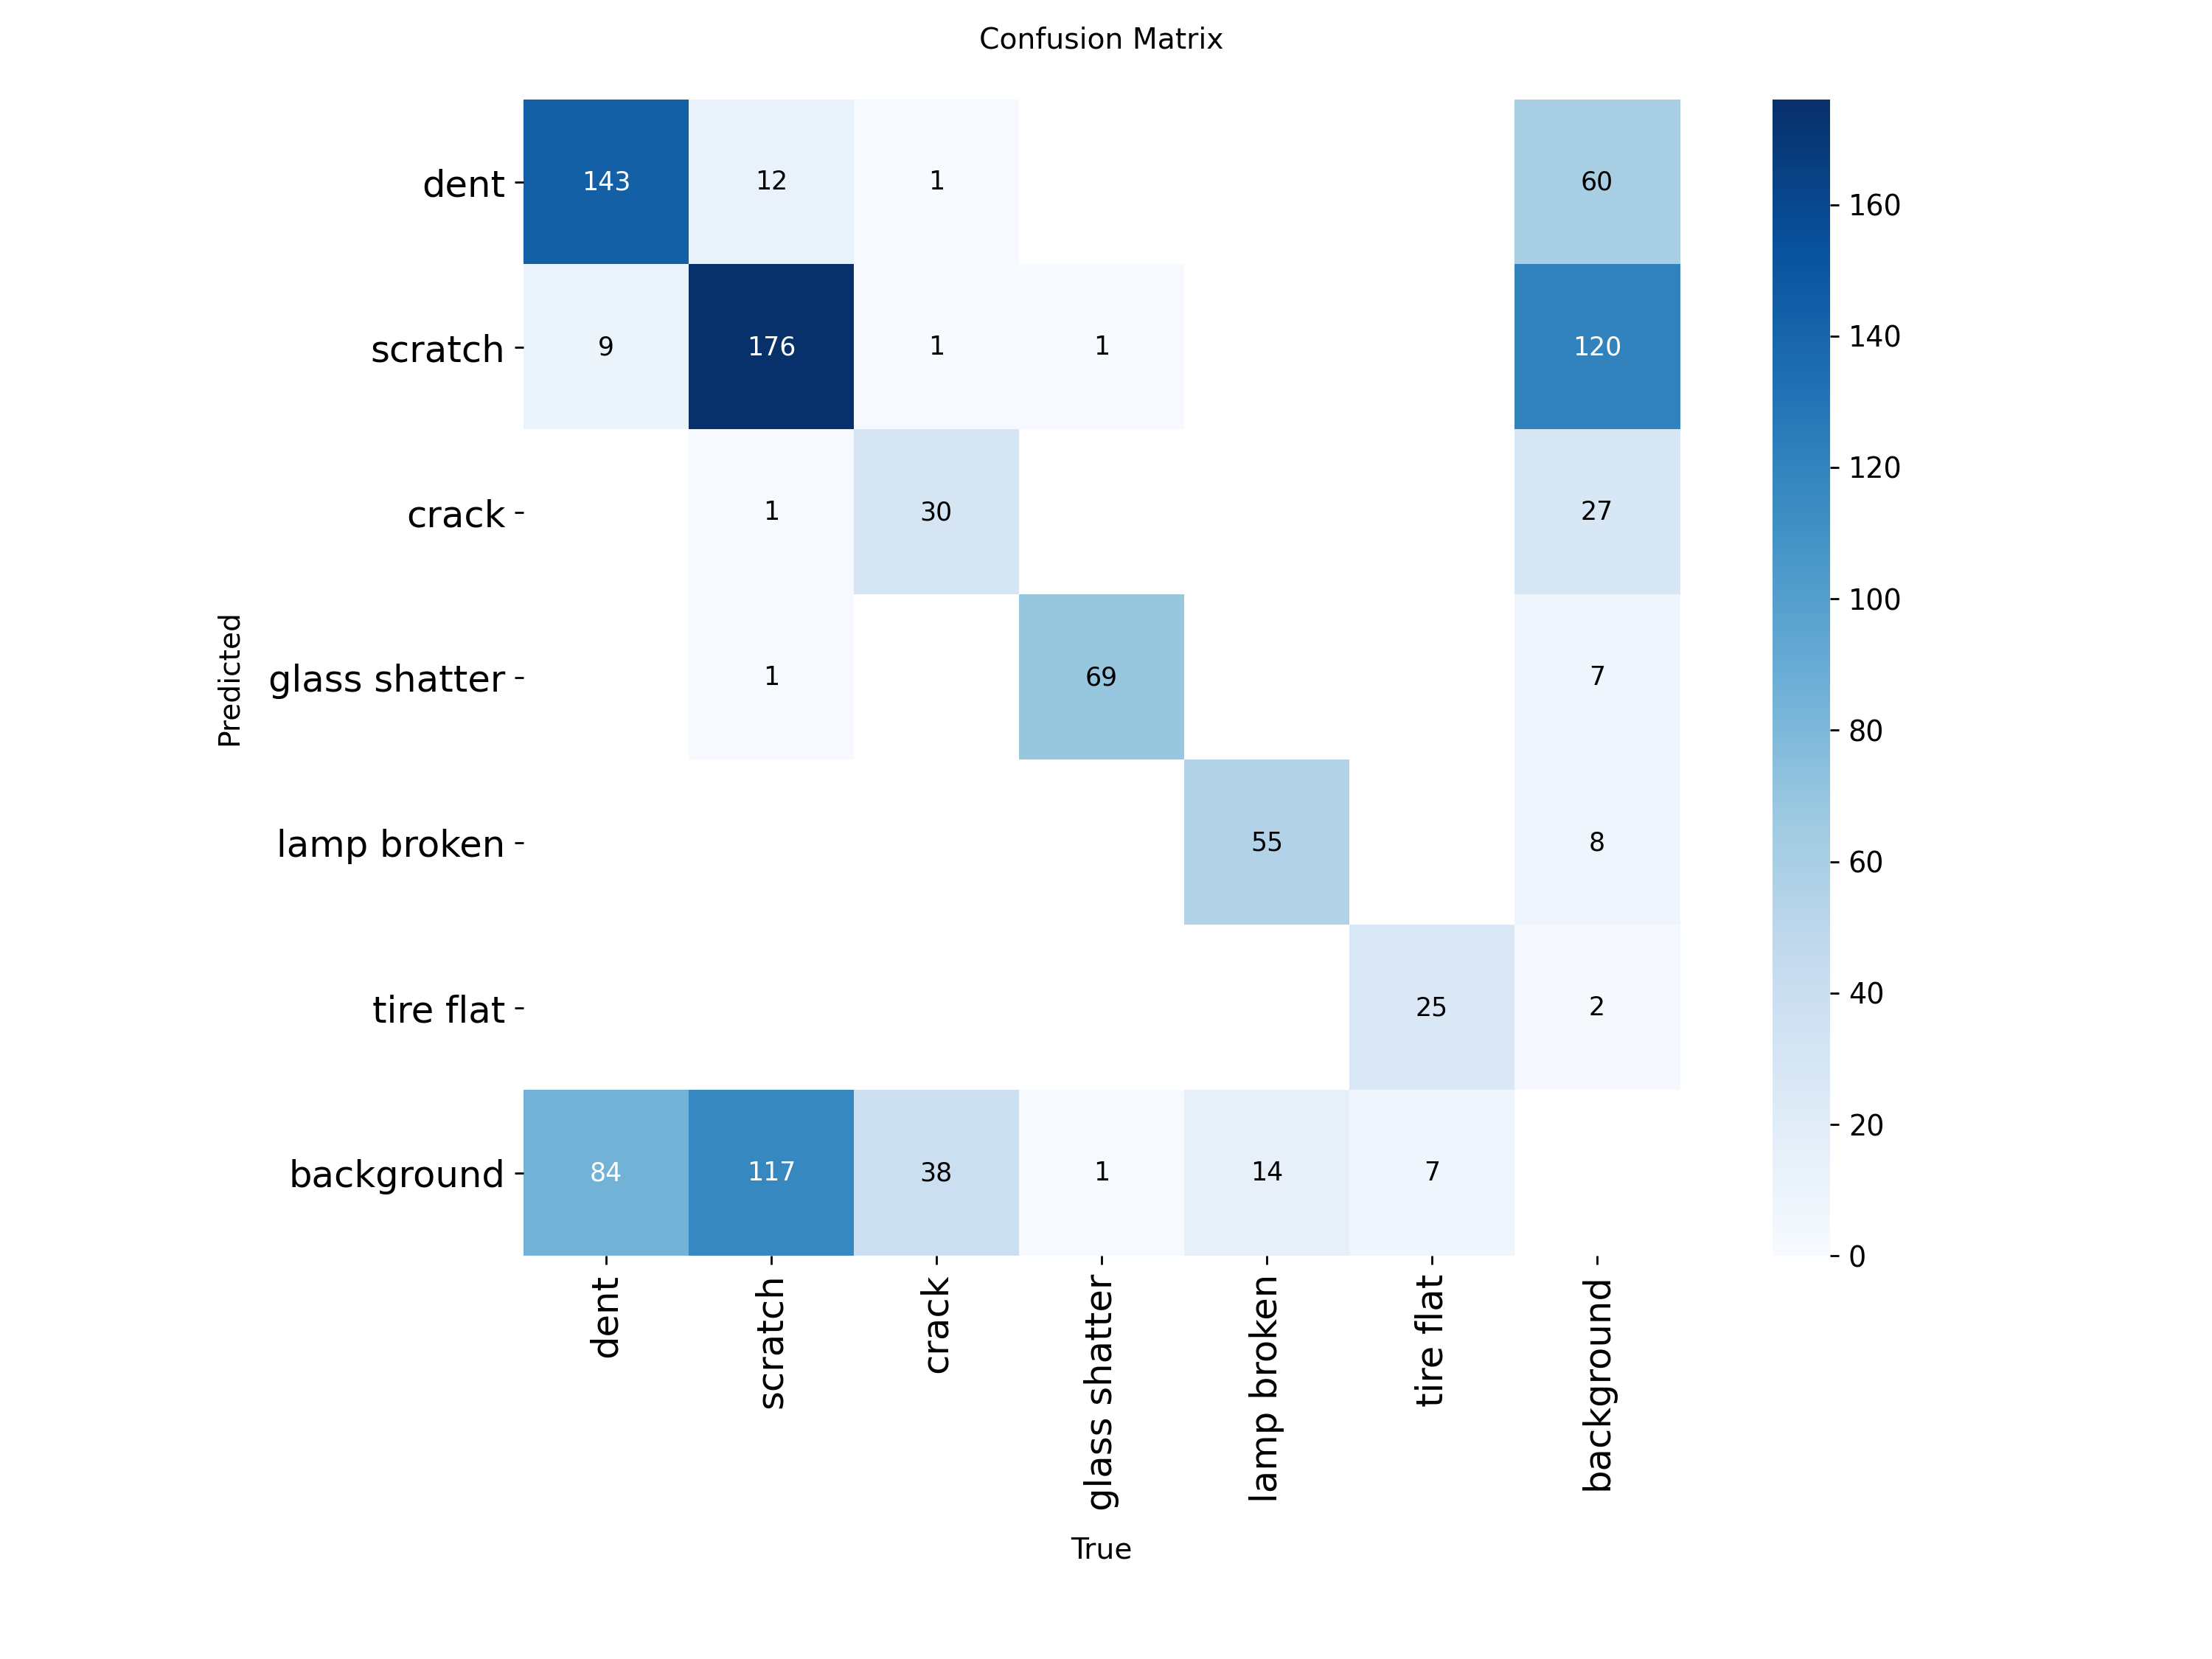 Confusion Matrix
dent 143 12 1 60
160
scratch 9 176 1 1 120
140
120
crack 1 30 27
100
Predicted
glass shatter 1 69 7
80
lamp broken 55 8
60
tire flat 25 2
40
background 84 117 38 1 14 7
20
0
dent scratch crack glass shatter lamp broken tire flat background
True